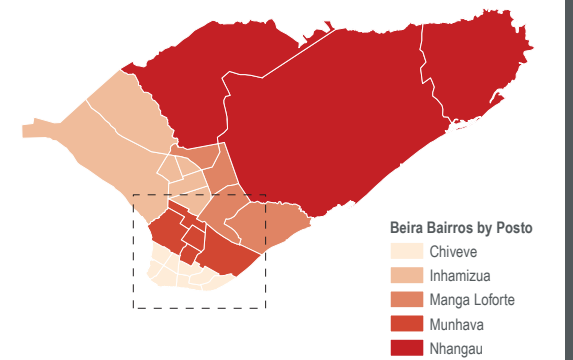 Beira Bairros by Posto
Chiveve
Inhamizua
Manga Loforte
Munhava
Nhangau